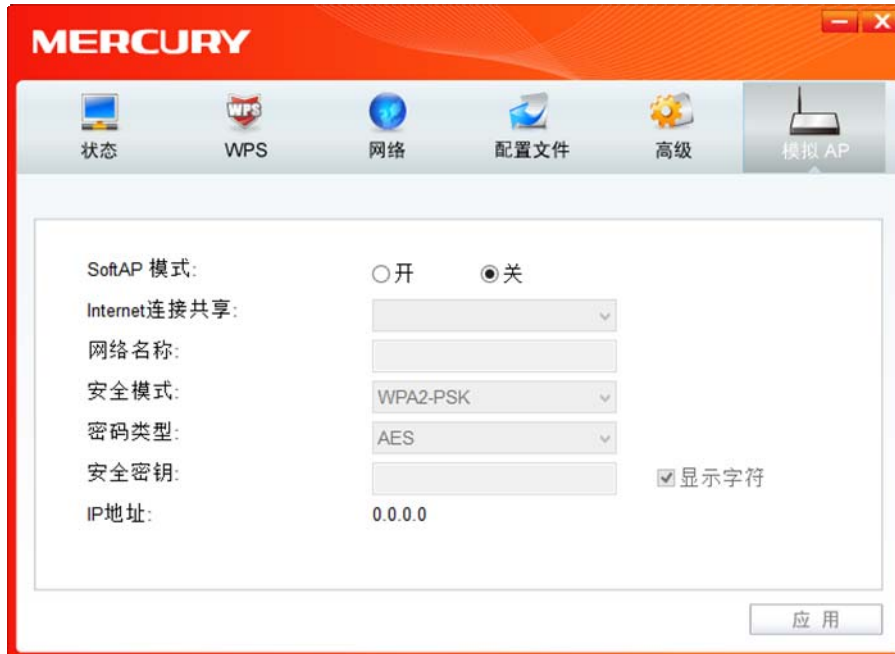 MERCURY
WPS
状态 WPS 网络 配置文件 高级 模拟 AP
SoftAP 模式: 开 关
Internet连接共享:
网络名称:
安全模式: WPA2-PSK
密码类型: AES
安全密钥: 显示字符
IP地址: 0.0.0.0
应 用